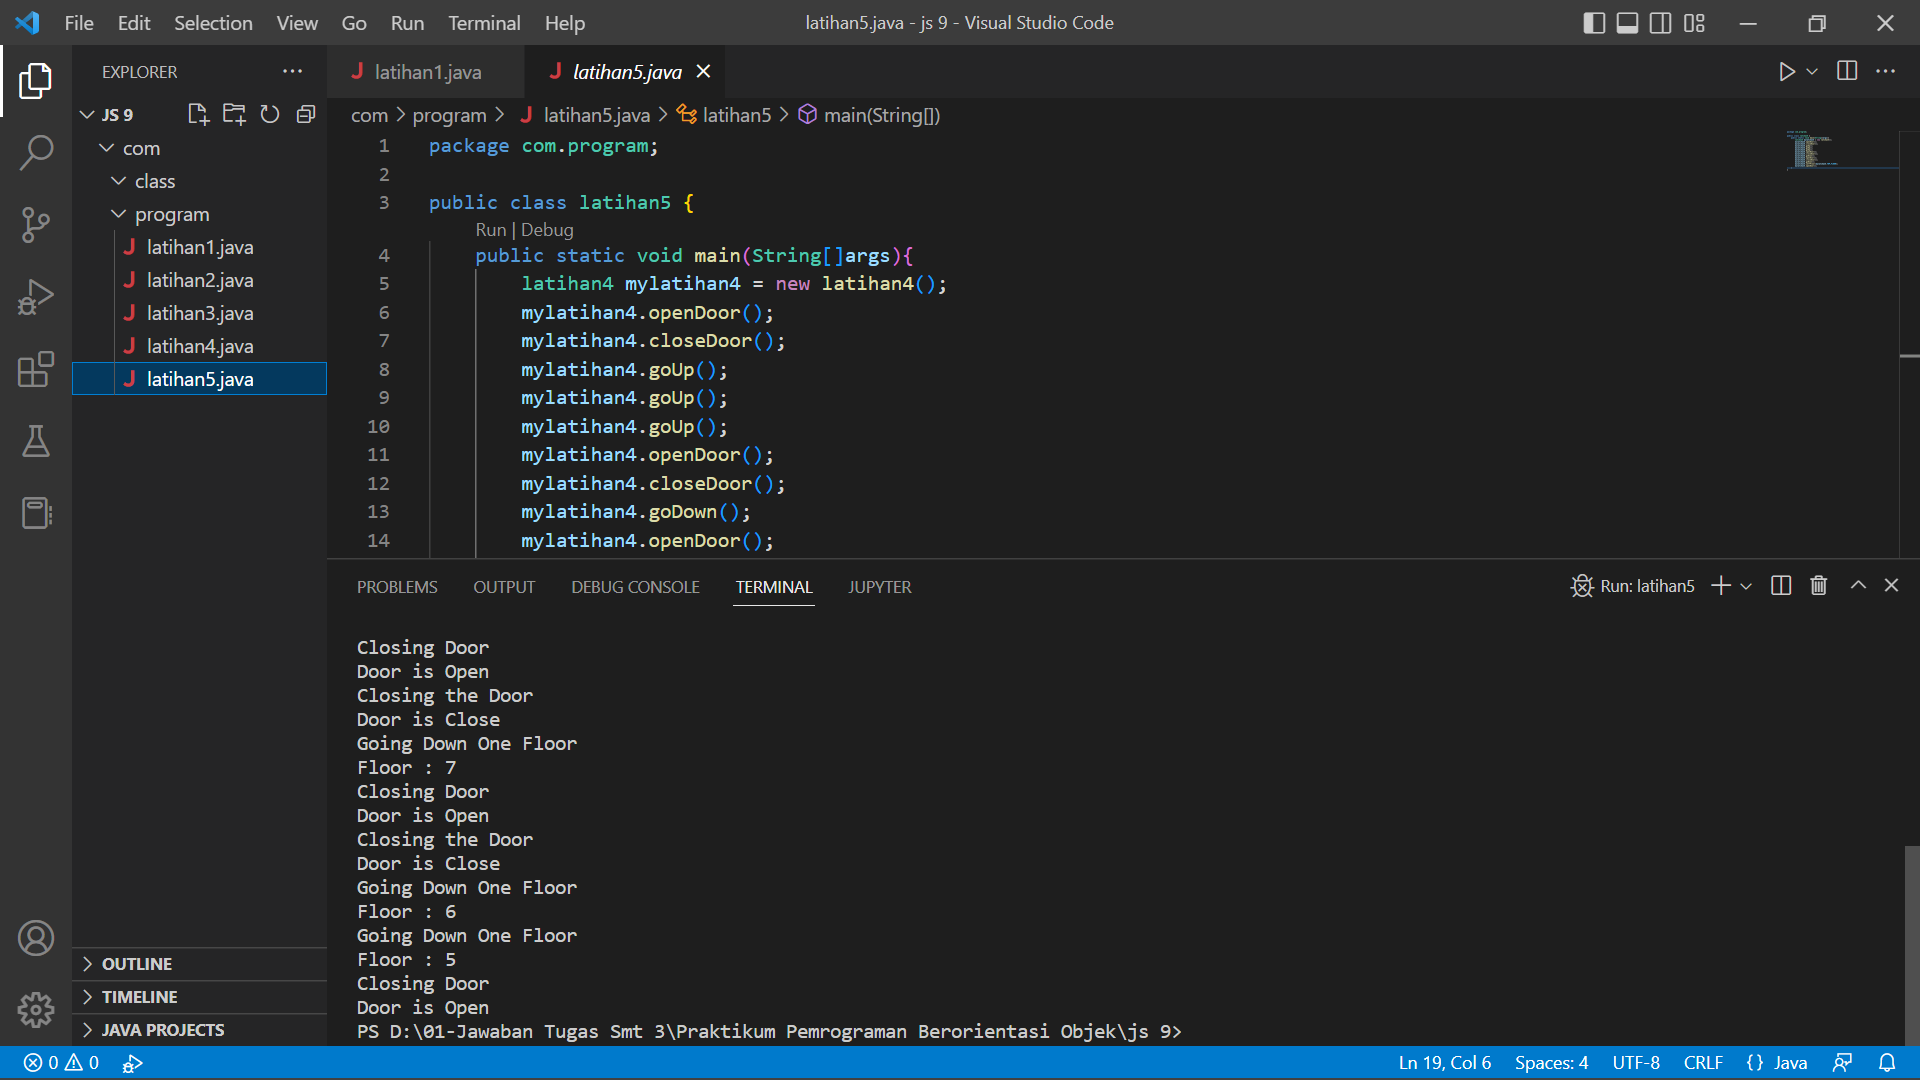 File Edit Selection View Go Run Terminal Help
latihan5.java - js 9 - Visual Studio Code
EXPLORER
JS 9
com
class
program
latihan1.java
latihan2.java
latihan3.java
latihan4.java
latihan5.java
OUTLINE
TIMELINE
JAVA PROJECTS
latihan1.java
latihan5.java
com > program > latihan5.java > latihan5 > main(String[])
1 package com.program;
2
3 public class latihan5 {
Run | Debug
4 public static void main(String[]args){
5 latihan4 mylatihan4 = new latihan4();
6 mylatihan4.openDoor();
7 mylatihan4.closeDoor();
8 mylatihan4.goUp();
9 mylatihan4.goUp();
10 mylatihan4.goUp();
11 mylatihan4.openDoor();
12 mylatihan4.closeDoor();
13 mylatihan4.goDown();
14 mylatihan4.openDoor();
PROBLEMS OUTPUT DEBUG CONSOLE TERMINAL JUPYTER
Run: latihan5
Closing Door
Door is Open
Closing the Door
Door is Close
Going Down One Floor
Floor : 7
Closing Door
Door is Open
Closing the Door
Door is Close
Going Down One Floor
Floor : 6
Going Down One Floor
Floor : 5
Closing Door
Door is Open
PS D:\01-Jawaban Tugas Smt 3\Praktikum Pemrograman Berorientasi Objek\js 9>
0 0
Ln 19, Col 6 Spaces: 4 UTF-8 CRLF {} Java